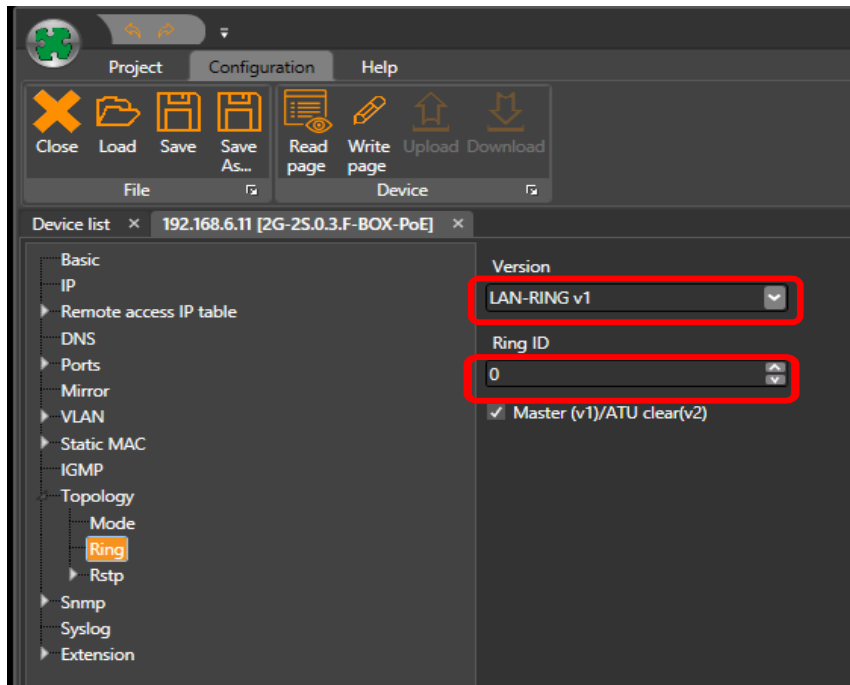 Project Configuration Help
Close Load Save Save As... Read page Write page Upload Download
File Device
Device list × 192.168.6.11 [2G-2S.0.3.F-BOX-PoE] ×
Basic
IP
Remote access IP table
DNS
Ports
Mirror
VLAN
Static MAC
IGMP
Topology
Mode
Ring
Rstp
Snmp
Syslog
Extension
Version
LAN-RING v1
Ring ID
0
Master (v1)/ATU clear(v2)